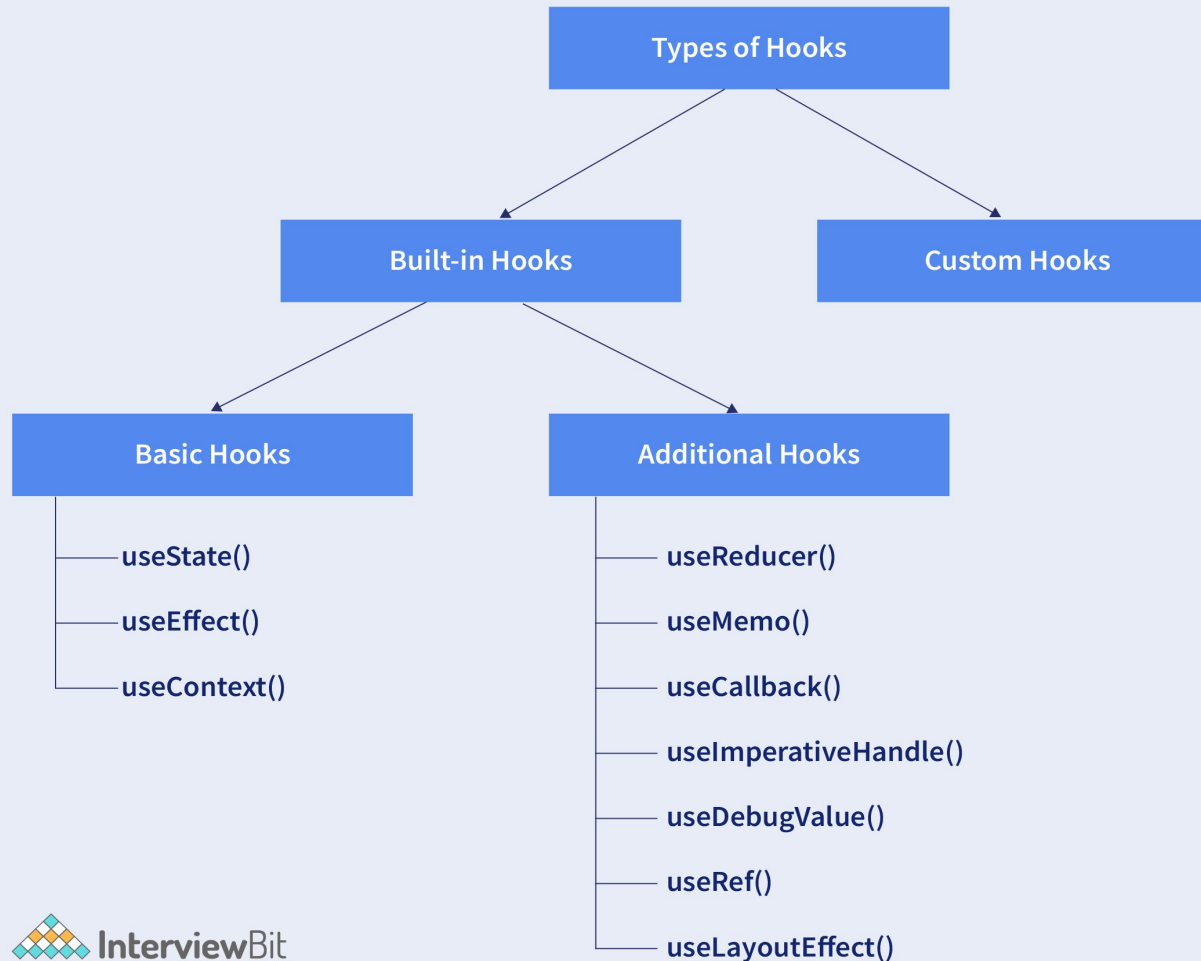 Types of Hooks
Built-in Hooks
Custom Hooks
Basic Hooks
Additional Hooks
useState()
useEffect()
useContext()
useReducer()
useMemo()
useCallback()
useImperativeHandle()
useDebugValue()
useRef()
useLayoutEffect()
InterviewBit